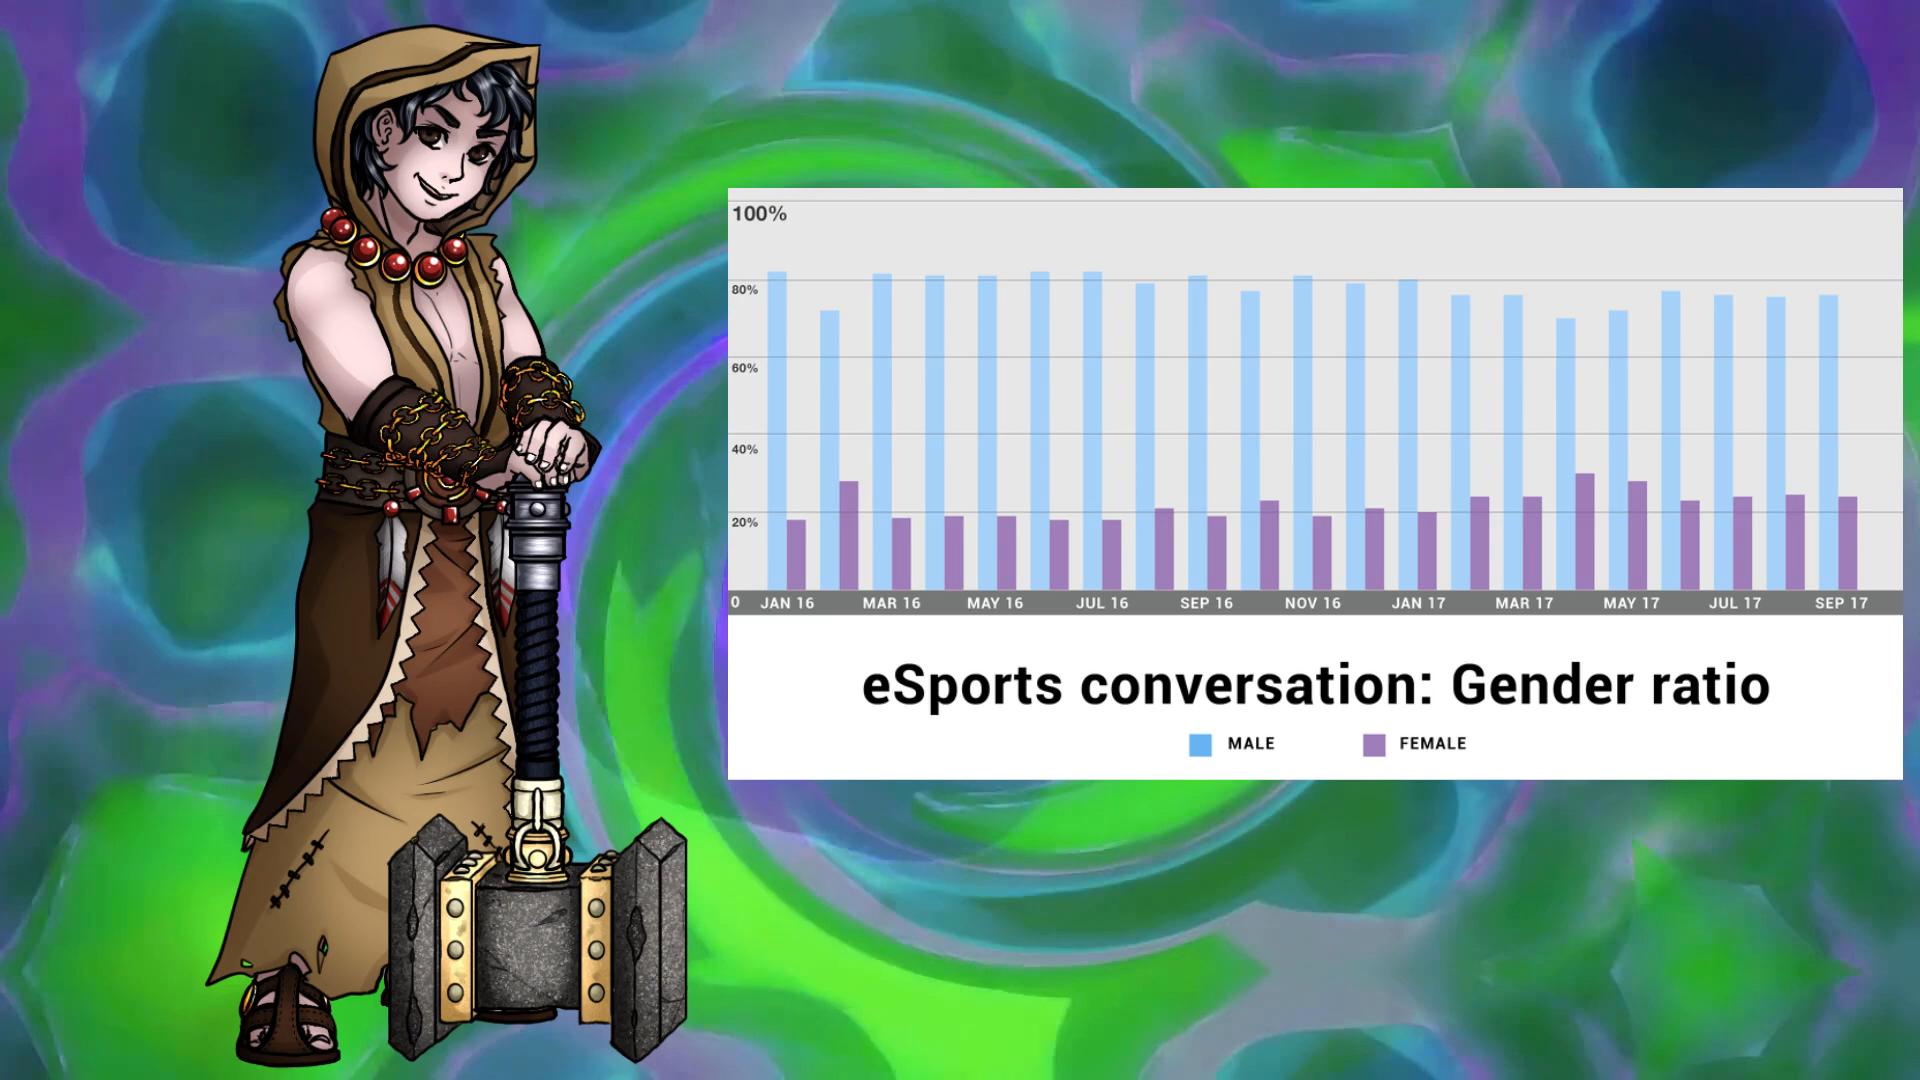 100%
80%
60%
40%
20%
0 JAN 16 MAR 16 MAY 16 JUL 16 SEP 16 NOV 16 JAN 17 MAR 17 MAY 17 JUL 17 SEP 17
eSports conversation: Gender ratio
MALE FEMALE